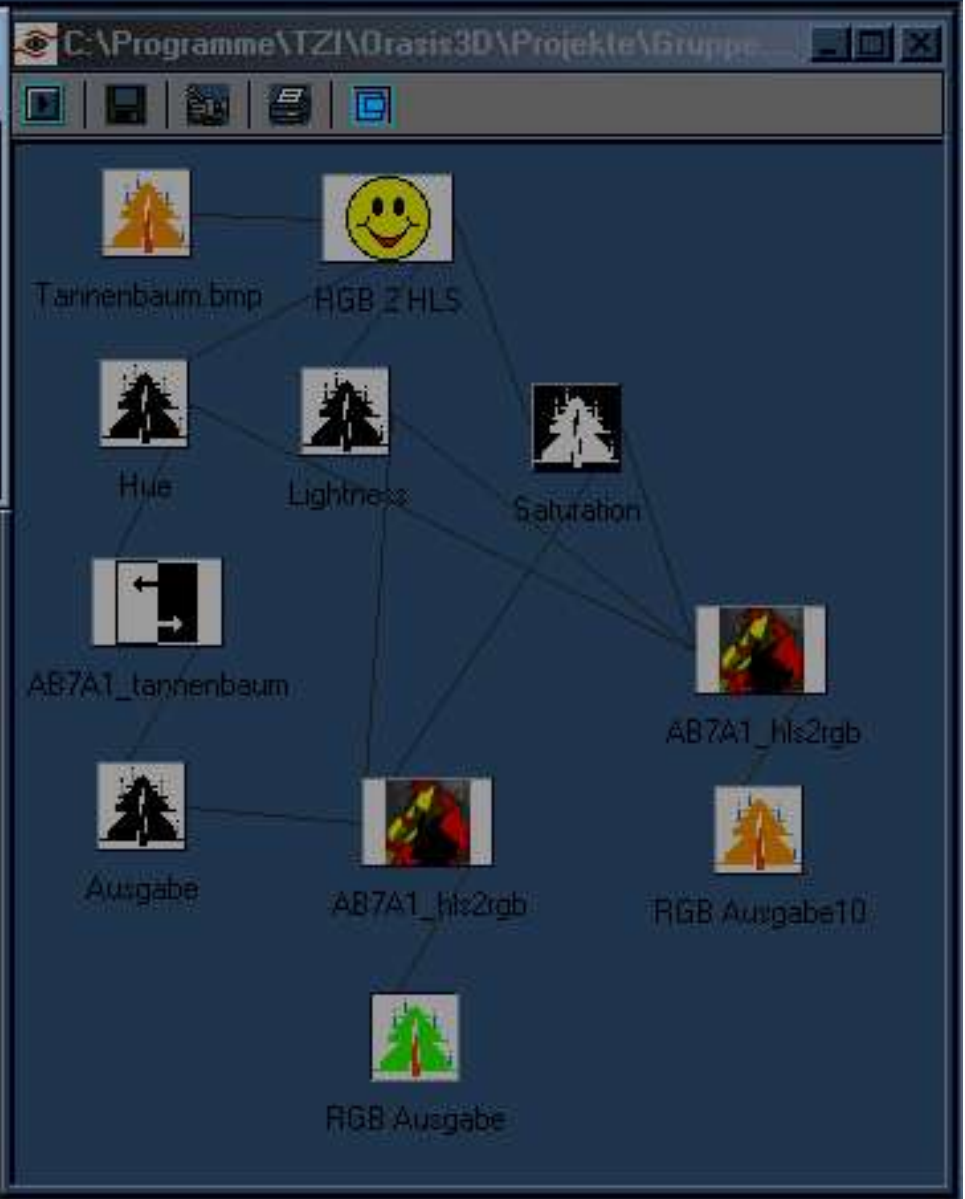 C:\Programme\TZI\Orasis3D\Projekte\Gruppe...
Tannenbaum.bmp
RGB 2 HLS
Hue
Lightness
Saturation
AB7A1_tannenbaum
AB7A1_hls2rgb
Ausgabe
AB7A1_hls2rgb
RGB Ausgabe10
RGB Ausgabe